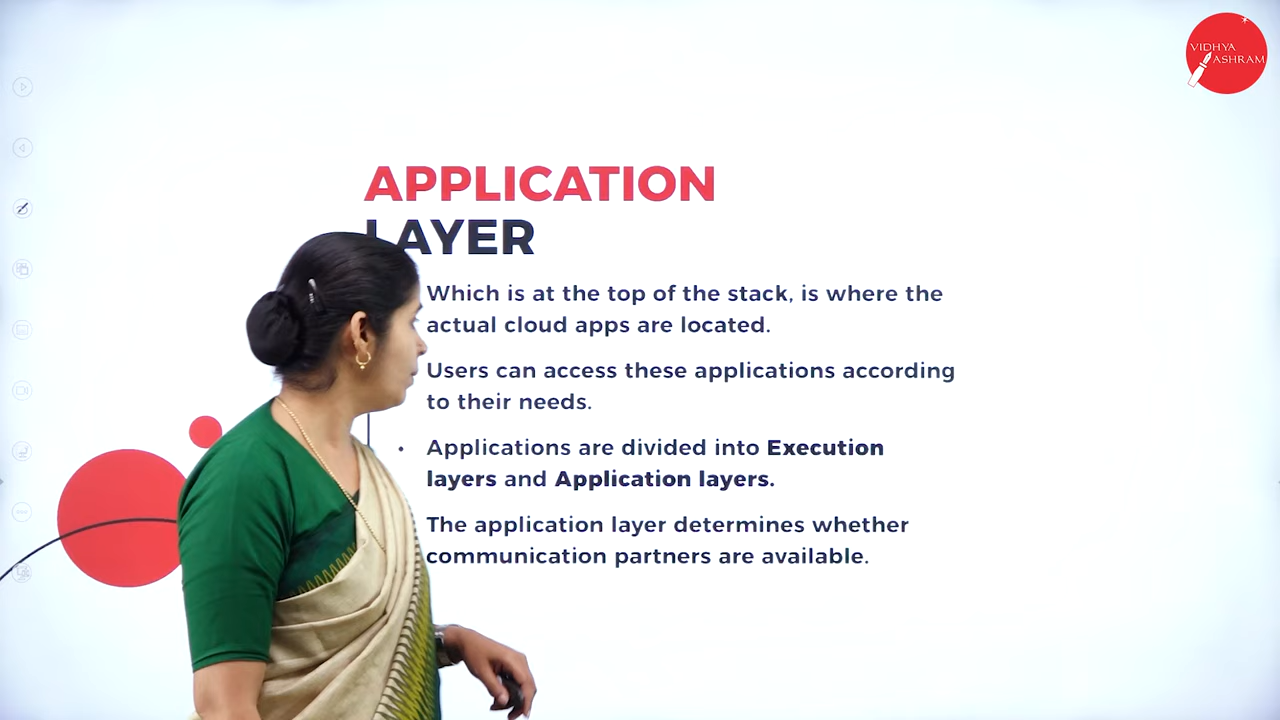 VIDHYA
ASHRAM
APPLICATION
LAYER
Which is at the top of the stack, is where the
actual cloud apps are located.
Users can access these applications according
to their needs.
• Applications are divided into Execution
layers and Application layers.
The application layer determines whether
communication partners are available.